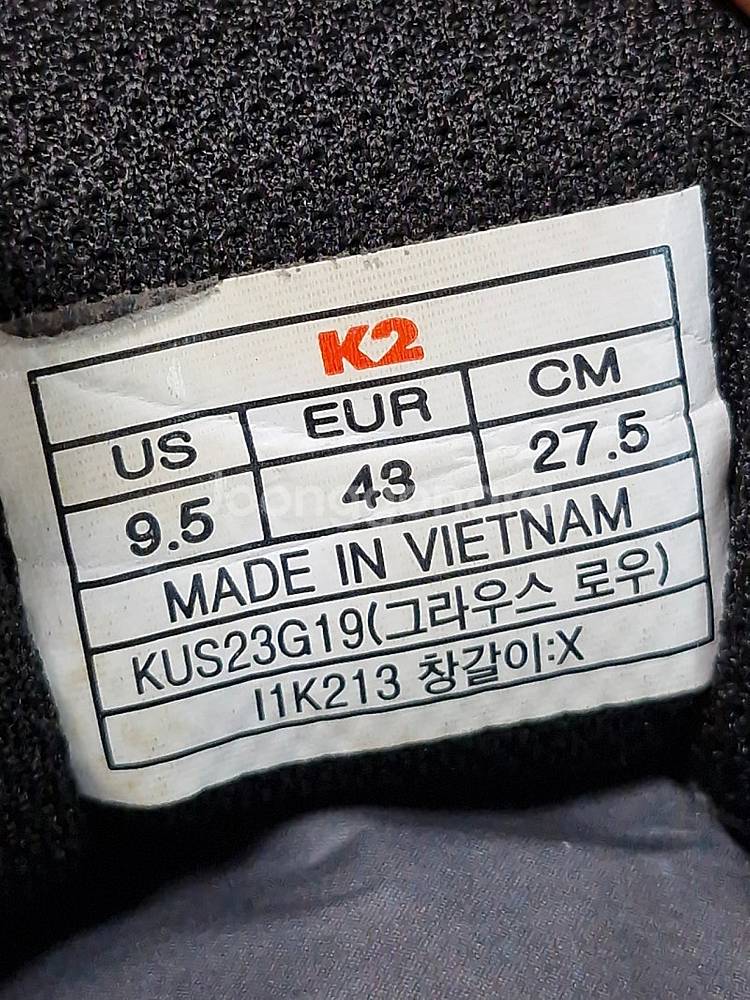 K2
US EUR CM
9.5 43 27.5
MADE IN VIETNAM
KUS23G19(그라우스 로우)
I1K213 창갈이:X